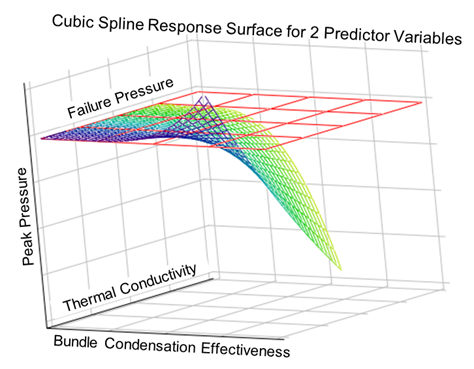 Cubic Spline Response Surface for 2 Predictor Variables
Failure Pressure
Peak Pressure
Thermal Conductivity
Bundle Condensation Effectiveness